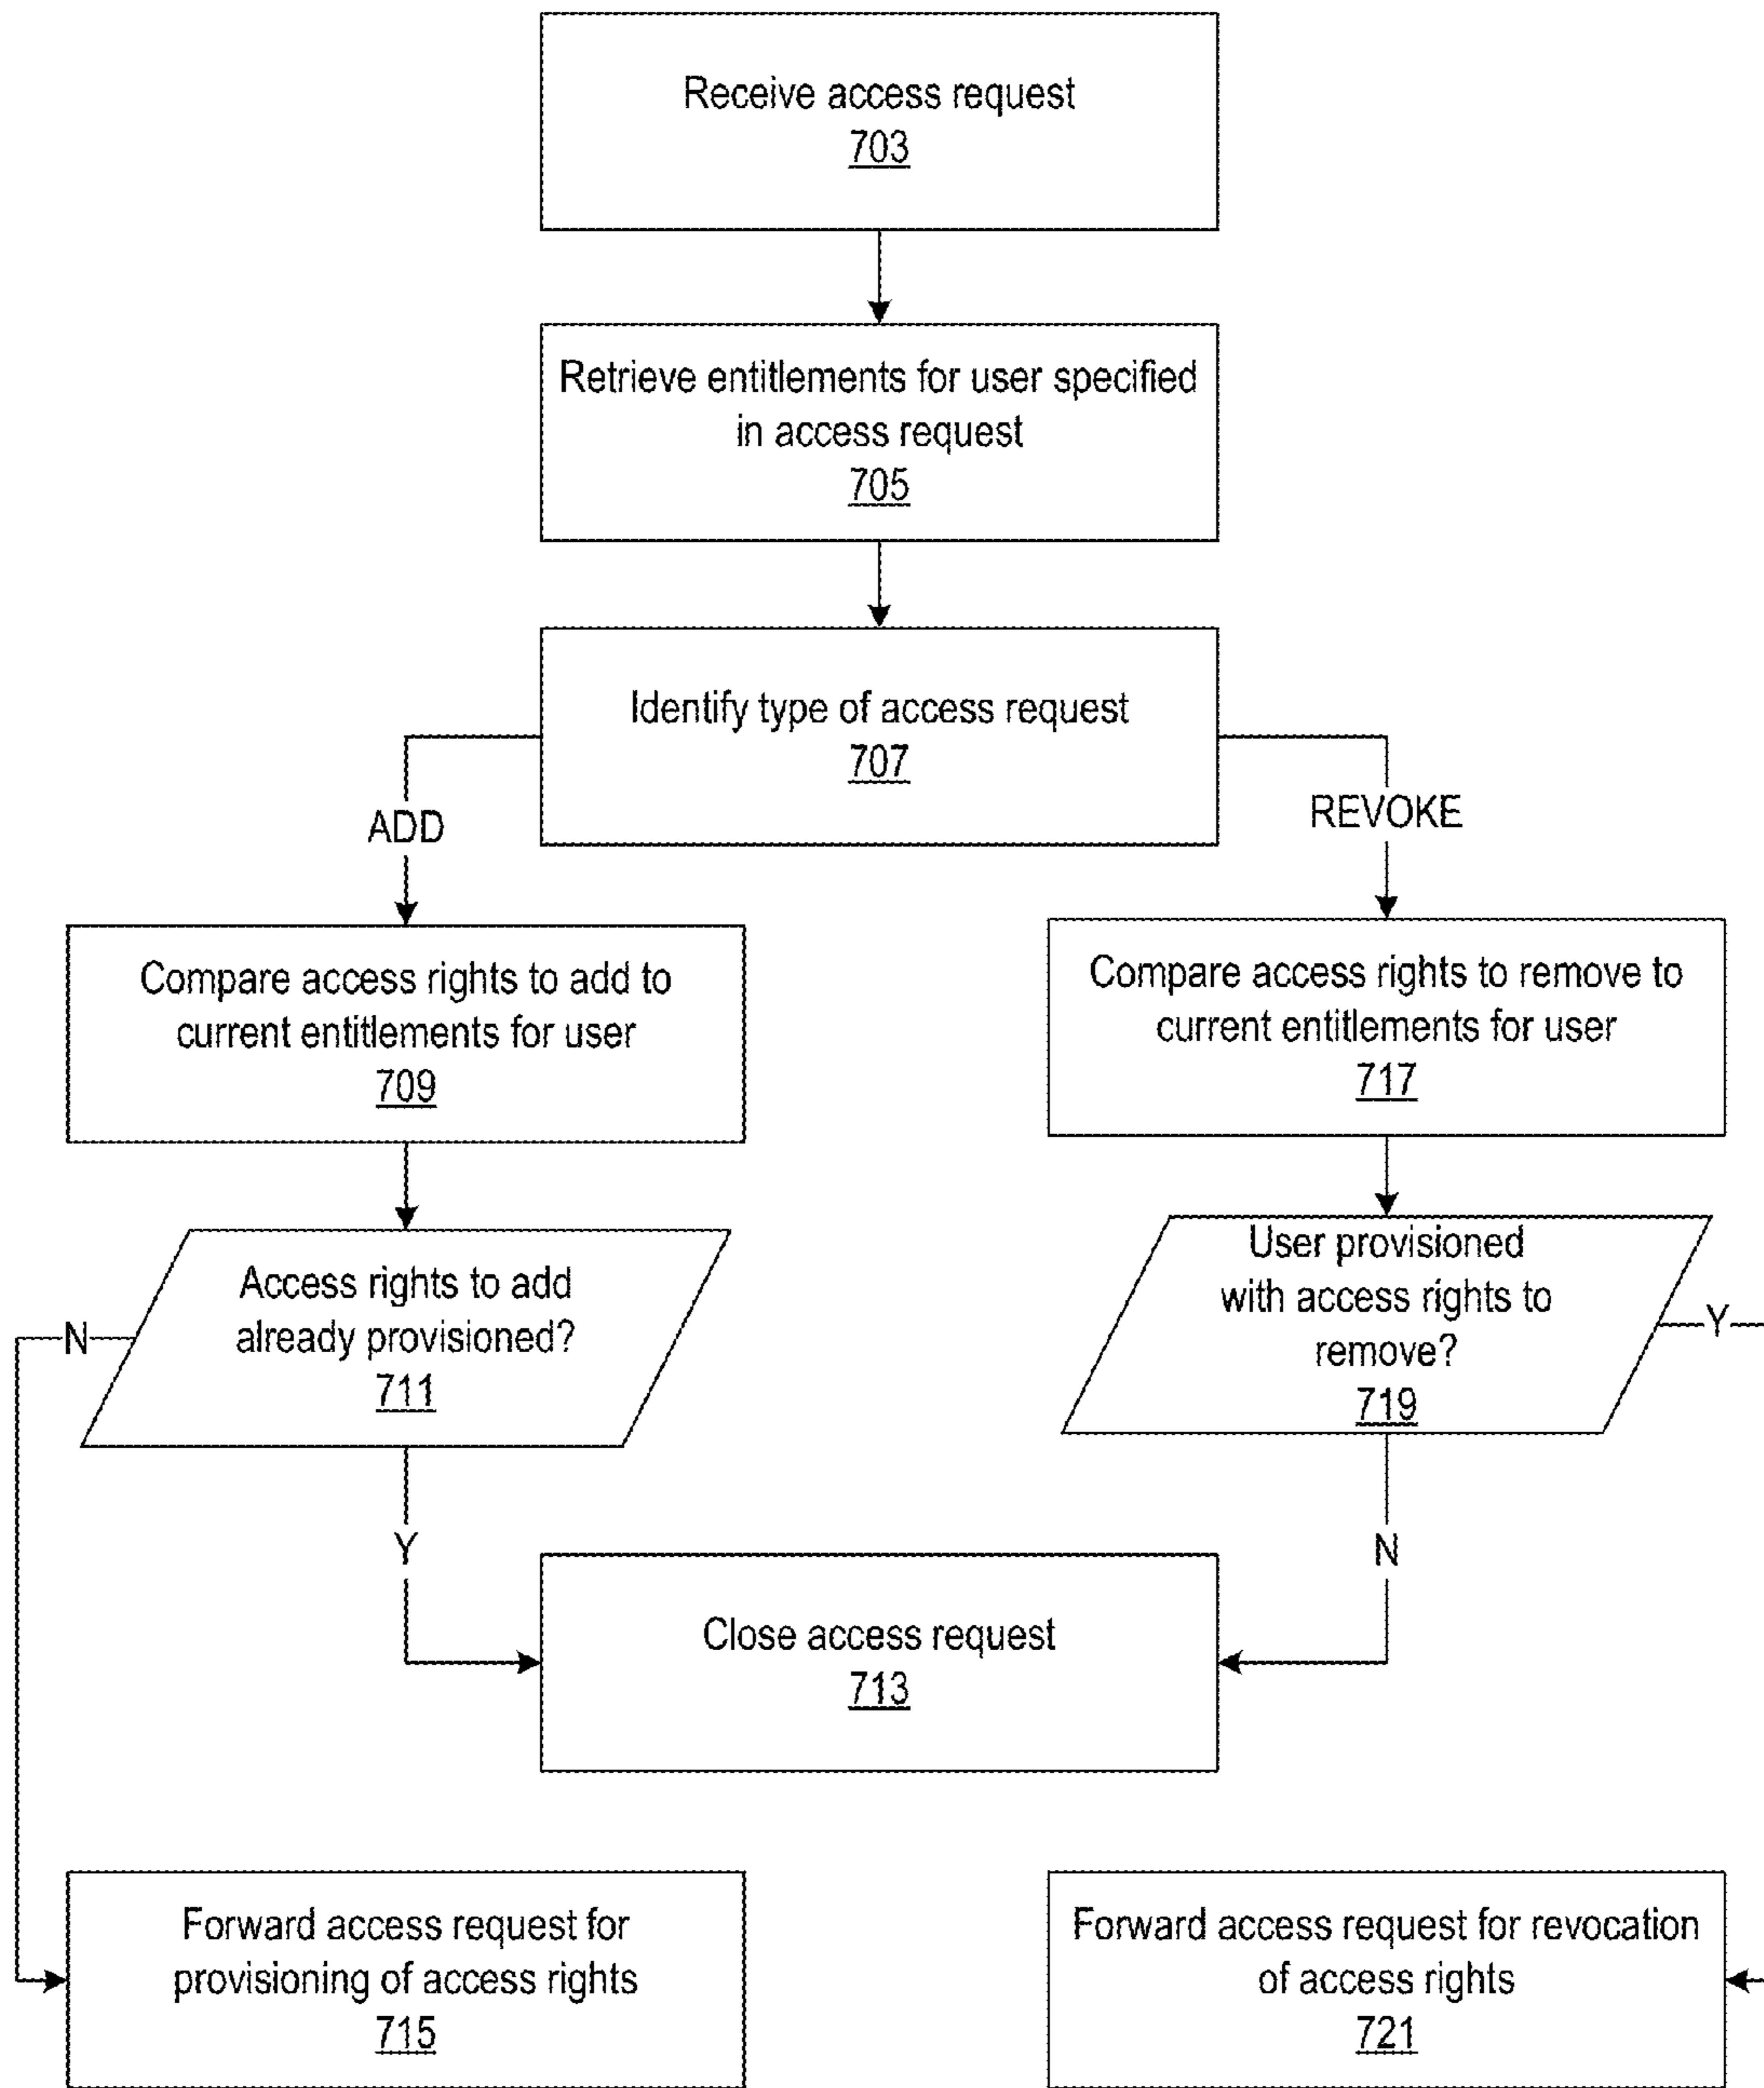 Receive access request
703
Retrieve entitlements for user specified
in access request
705
Identify type of access request
707
ADD
REVOKE
Compare access rights to add to
current entitlements for user
709
Compare access rights to remove to
current entitlements for user
717
Access rights to add
already provisioned?
711
N
User provisioned
with access rights to
remove?
719
Y
Y
N
Close access request
713
Forward access request for
provisioning of access rights
715
Forward access request for revocation
of access rights
721